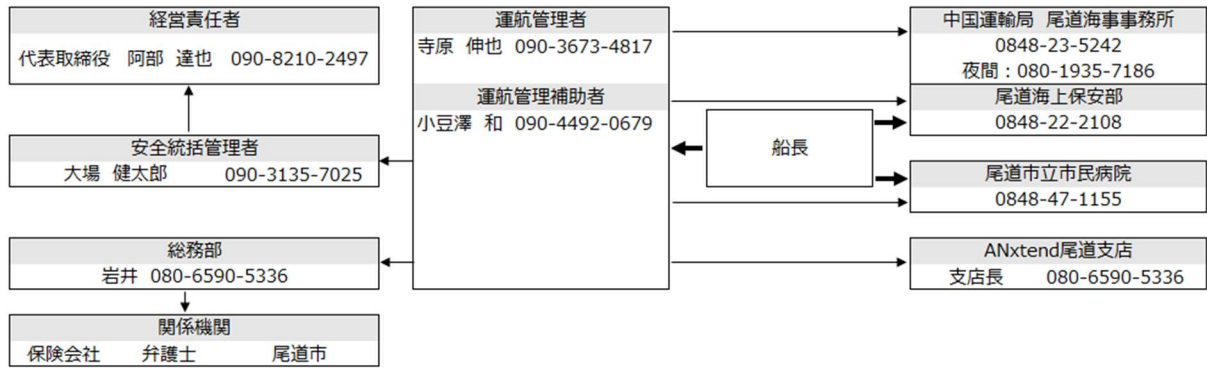 経営責任者
代表取締役 阿部 達也 090-8210-2497
安全統括管理者
大場 健太郎 090-3135-7025
総務部
岩井 080-6590-5336
関係機関
保険会社 弁護士 尾道市
運航管理者
寺原 伸也 090-3673-4817
運航管理補助者
小豆澤 和 090-4492-0679
船長
中国運輸局 尾道海事事務所
0848-23-5242
夜間:080-1935-7186
尾道海上保安部
0848-22-2108
尾道市立市民病院
0848-47-1155
ANxtend尾道支店
支店長 080-6590-5336